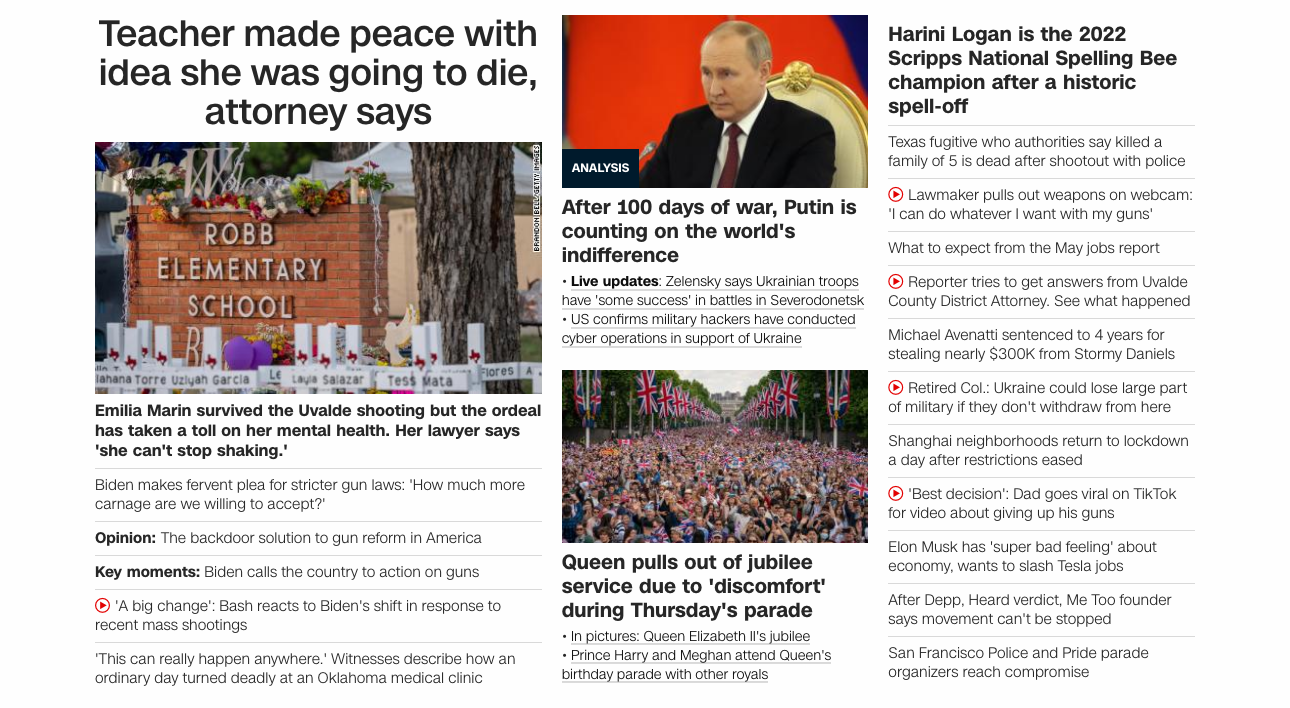 Teacher made peace with
idea she was going to die,
attorney says
BRANDON BELL/GETTY IMAGES
W
Welcome
ROBB
ELEMENTARY
SCHOOL
Torre
Uziyah Garcia
Layla Salazar
Tess Mata
Flores
Emilia Marin survived the Uvalde shooting but the ordeal
has taken a toll on her mental health. Her lawyer says
'she can't stop shaking.'
Biden makes fervent plea for stricter gun laws: 'How much more
carnage are we willing to accept?'
Opinion: The backdoor solution to gun reform in America
Key moments: Biden calls the country to action on guns
'A big change': Bash reacts to Biden's shift in response to
recent mass shootings
'This can really happen anywhere.' Witnesses describe how an
ordinary day turned deadly at an Oklahoma medical clinic
ANALYSIS
After 100 days of war, Putin is
counting on the world's
indifference
• Live updates: Zelensky says Ukrainian troops
have 'some success' in battles in Severodonetsk
• US confirms military hackers have conducted
cyber operations in support of Ukraine
Queen pulls out of jubilee
service due to 'discomfort'
during Thursday's parade
• In pictures: Queen Elizabeth II's jubilee
• Prince Harry and Meghan attend Queen's
birthday parade with other royals
Harini Logan is the 2022
Scripps National Spelling Bee
champion after a historic
spell-off
Texas fugitive who authorities say killed a
family of 5 is dead after shootout with police
Lawmaker pulls out weapons on webcam:
'I can do whatever I want with my guns'
What to expect from the May jobs report
Reporter tries to get answers from Uvalde
County District Attorney. See what happened
Michael Avenatti sentenced to 4 years for
stealing nearly $300K from Stormy Daniels
Retired Col.: Ukraine could lose large part
of military if they don't withdraw from here
Shanghai neighborhoods return to lockdown
a day after restrictions eased
'Best decision': Dad goes viral on TikTok
for video about giving up his guns
Elon Musk has 'super bad feeling' about
economy, wants to slash Tesla jobs
After Depp, Heard verdict, Me Too founder
says movement can't be stopped
San Francisco Police and Pride parade
organizers reach compromise